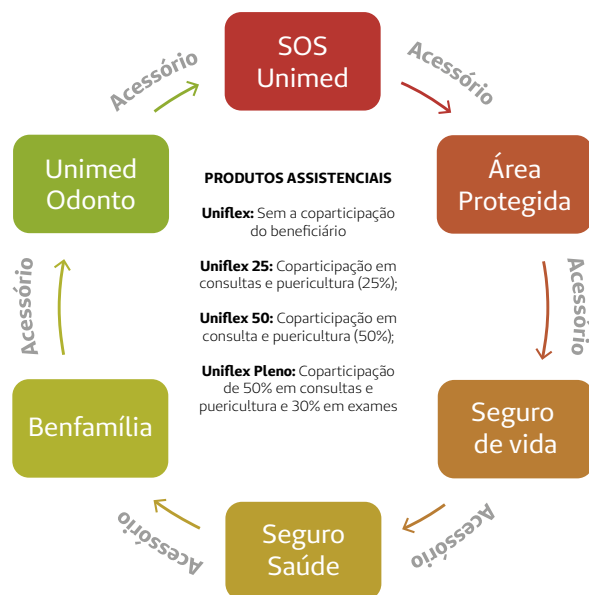 SOS
Unimed
Acessório
Área
Protegida
Acessório
Seguro
de vida
Acessório
Seguro
Saúde
Acessório
Benfamília
Acessório
Unimed
Odonto
Acessório
PRODUTOS ASSISTENCIAIS
Uniflex: Sem a coparticipação
do beneficiário
Uniflex 25: Coparticipação em
consultas e puericultura (25%);
Uniflex 50: Coparticipação em
consulta e puericultura (50%);
Uniflex Pleno: Coparticipação
de 50% em consultas e
puericultura e 30% em exames